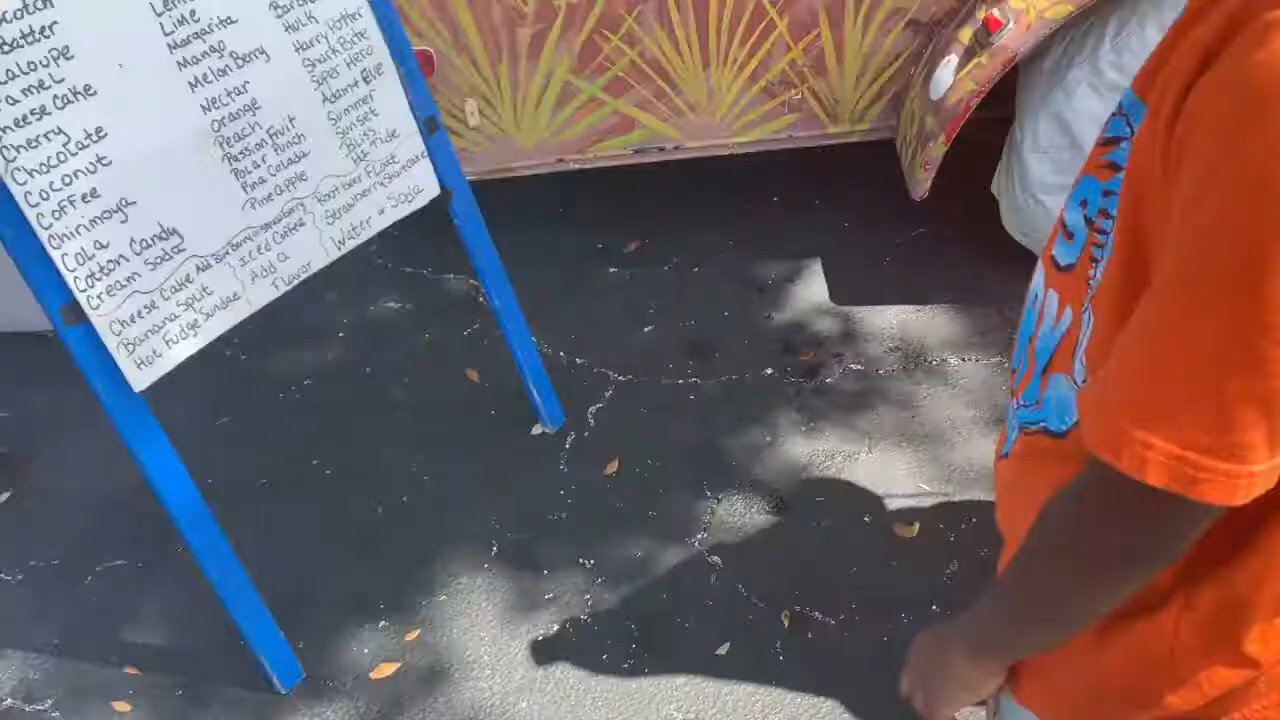 Scotch
Batter
Caramel
Cheese Cake
Cherry
Chocolate
Coconut
Coffee
Chirimoya
Cola
Cotton Candy
Cream Soda
Lime
Margarita
Mango
Melon Berry
Nectar
Orange
Peach
Passion Fruit
Polar Punch
Pina Colada
Pineapple
Hulk
Harry Potter
Shark Bite
Super Hero
Adam & Eve
Summer
Sunset
Bliss
Cheese Cake
Banana Split
Hot Fudge Sundae
Iced Coffee
Add a
Flavor
Root beer Float
Strawberry Shortcake
Water & Soda